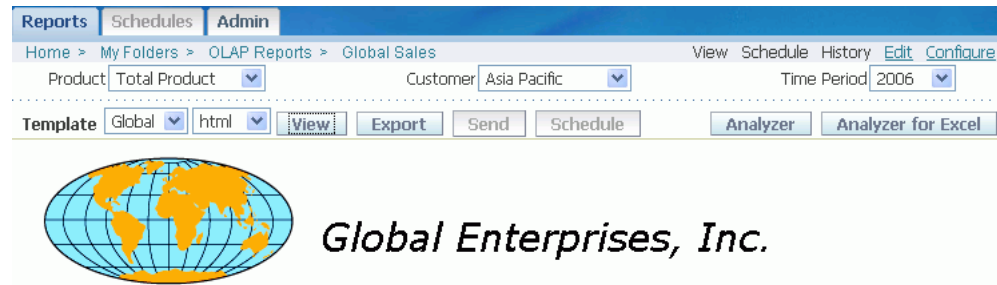 Reports Schedules Admin
Home > My Folders > OLAP Reports > Global Sales View Schedule History Edit Configure
Product Total Product Customer Asia Pacific Time Period 2006
Template Global html View Export Send Schedule Analyzer Analyzer for Excel
Global Enterprises, Inc.